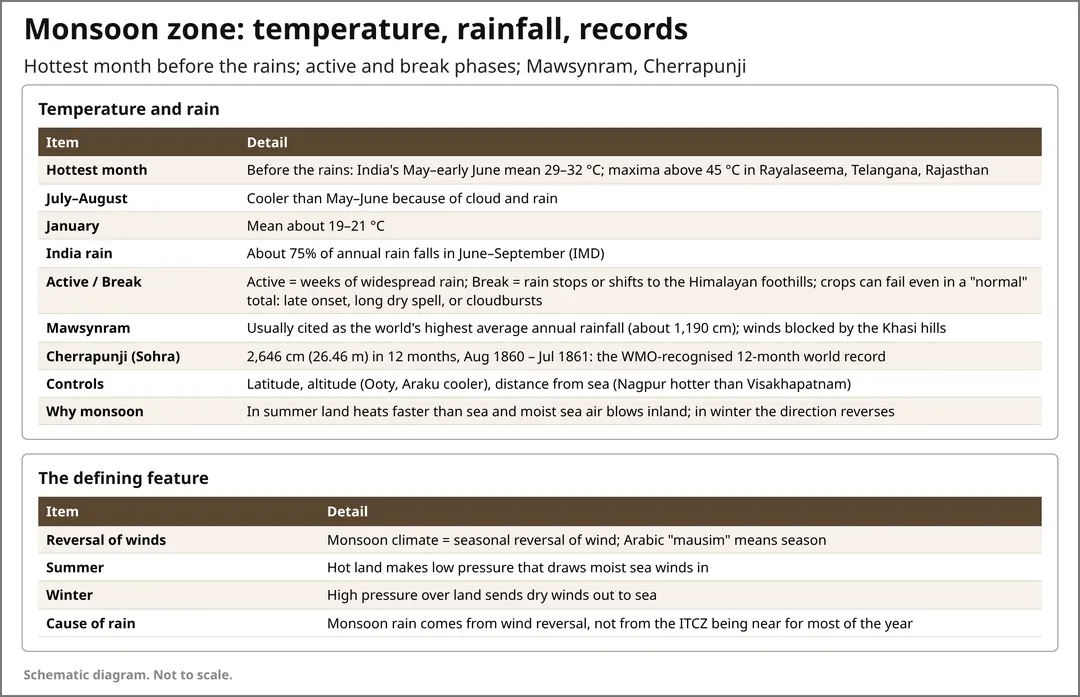 Monsoon zone: temperature, rainfall, records
Hottest month before the rains; active and break phases; Mawsynram, Cherrapunji
Temperature and rain
Item Detail
Hottest month Before the rains: India's May–early June mean 29–32 °C; maxima above 45 °C in Rayalaseema, Telangana, Rajasthan
July–August Cooler than May–June because of cloud and rain
January Mean about 19–21 °C
India rain About 75% of annual rain falls in June–September (IMD)
Active / Break Active = weeks of widespread rain; Break = rain stops or shifts to the Himalayan foothills; crops can fail even in a "normal"
total: late onset, long dry spell, or cloudbursts
Mawsynram Usually cited as the world's highest average annual rainfall (about 1,190 cm); winds blocked by the Khasi hills
Cherrapunji (Sohra) 2,646 cm (26.46 m) in 12 months, Aug 1860 – Jul 1861: the WMO-recognised 12-month world record
Controls Latitude, altitude (Ooty, Araku cooler), distance from sea (Nagpur hotter than Visakhapatnam)
Why monsoon In summer land heats faster than sea and moist sea air blows inland; in winter the direction reverses
The defining feature
Item Detail
Reversal of winds Monsoon climate = seasonal reversal of wind; Arabic "mausim" means season
Summer Hot land makes low pressure that draws moist sea winds in
Winter High pressure over land sends dry winds out to sea
Cause of rain Monsoon rain comes from wind reversal, not from the ITCZ being near for most of the year
Schematic diagram. Not to scale.